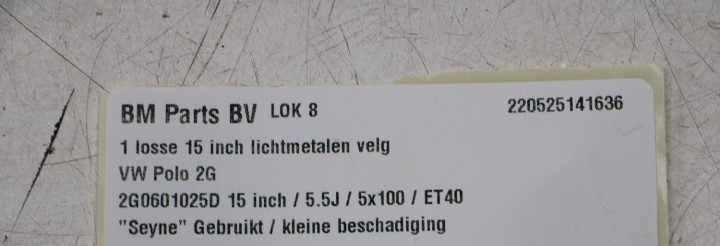 BM Parts BV LOK 8 220525141636
1 losse 15 inch lichtmetalen velg
VW Polo 2G
2G0601025D 15 inch / 5.5J / 5x100 / ET40
"Seyne" Gebruikt / kleine beschadiging